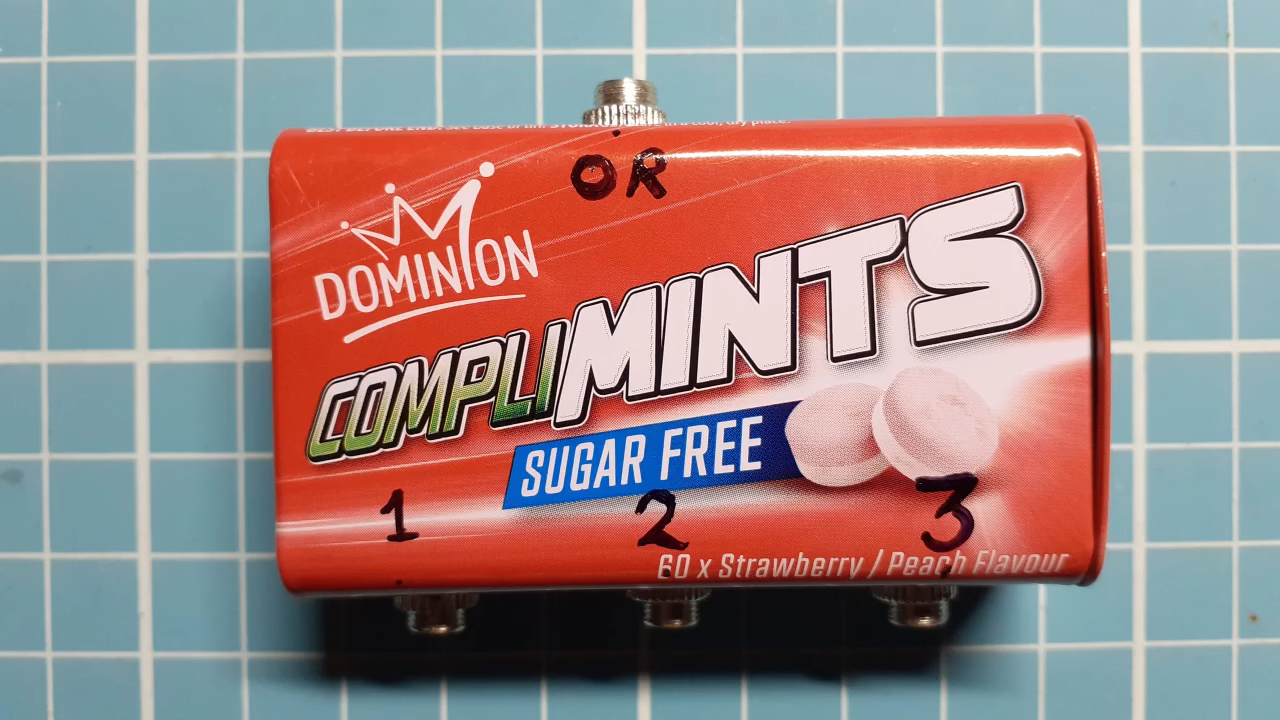 OR
DOMINION
COMPLIMINTS
SUGAR FREE
1 2 3
60 x Strawberry / Peach Flavour